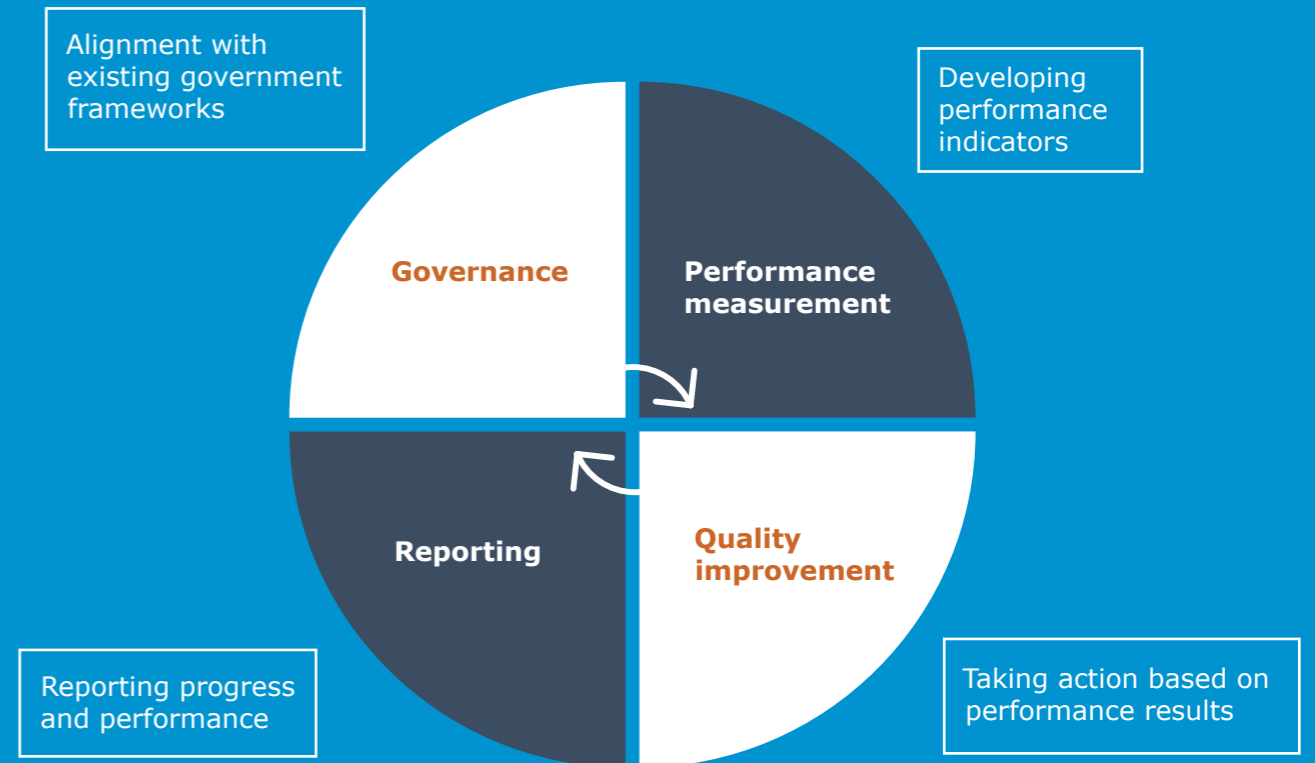 Alignment with
existing government
frameworks
Developing
performance
indicators
Governance
Performance
measurement
Reporting
Quality
improvement
Reporting progress
and performance
Taking action based on
performance results